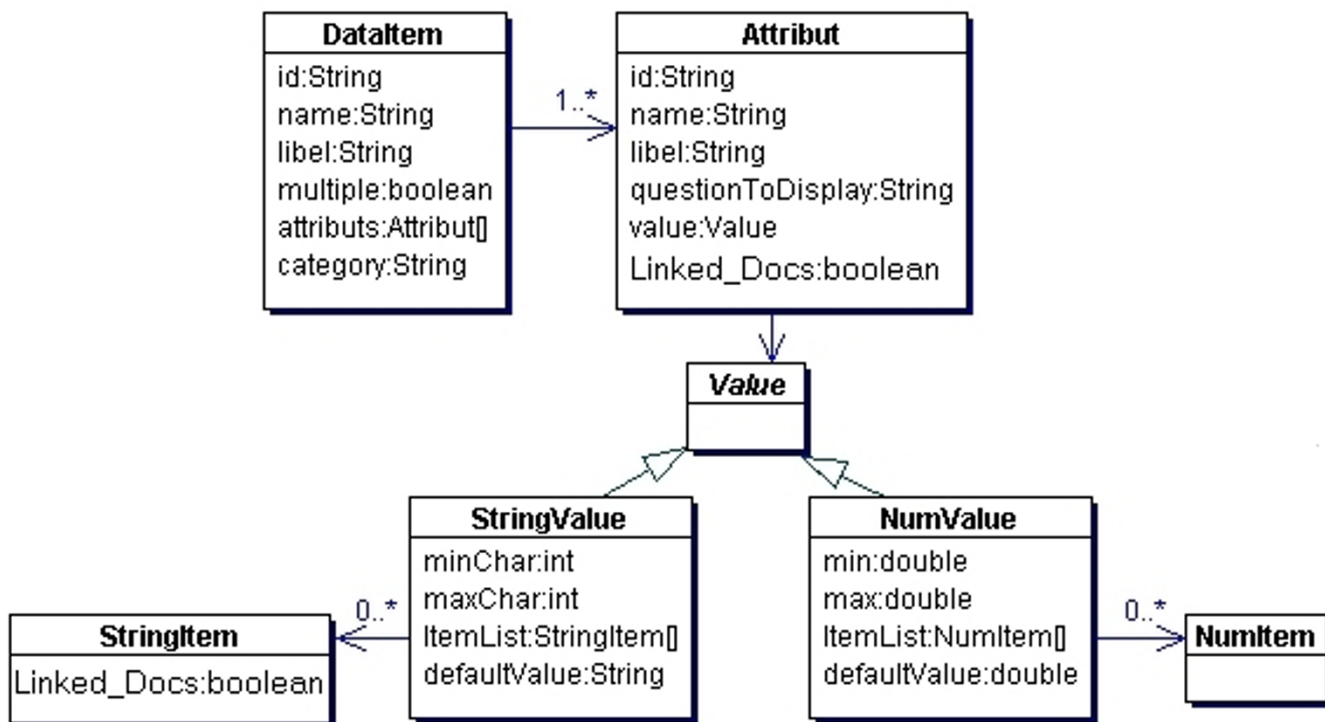 DataItem
id:String
name:String
libel:String
multiple:boolean
attributs:Attribut[]
category:String
1..*
Attribut
id:String
name:String
libel:String
questionToDisplay:String
value:Value
Linked_Docs:boolean
Value
StringValue
minChar:int
maxChar:int
ItemList:StringItem[]
defaultValue:String
NumValue
min:double
max:double
ItemList:NumItem[]
defaultValue:double
0..*
StringItem
Linked_Docs:boolean
0..*
NumItem